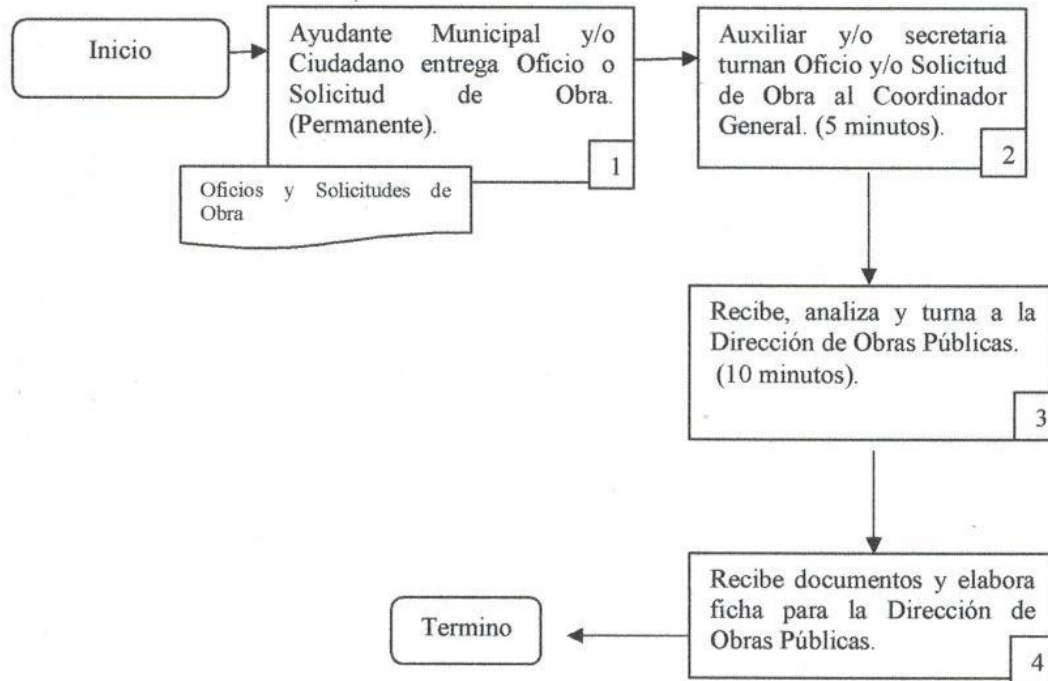 Inicio
Ayudante Municipal y/o
Ciudadano entrega Oficio o
Solicitud de Obra.
(Permanente).
1
Oficios y Solicitudes de
Obra
Auxiliar y/o secretaria
turnan Oficio y/o Solicitud
de Obra al Coordinador
General. (5 minutos).
2
Recibe, analiza y turna a la
Dirección de Obras Públicas.
(10 minutos).
3
Recibe documentos y elabora
ficha para la Dirección de
Obras Públicas.
4
Termino